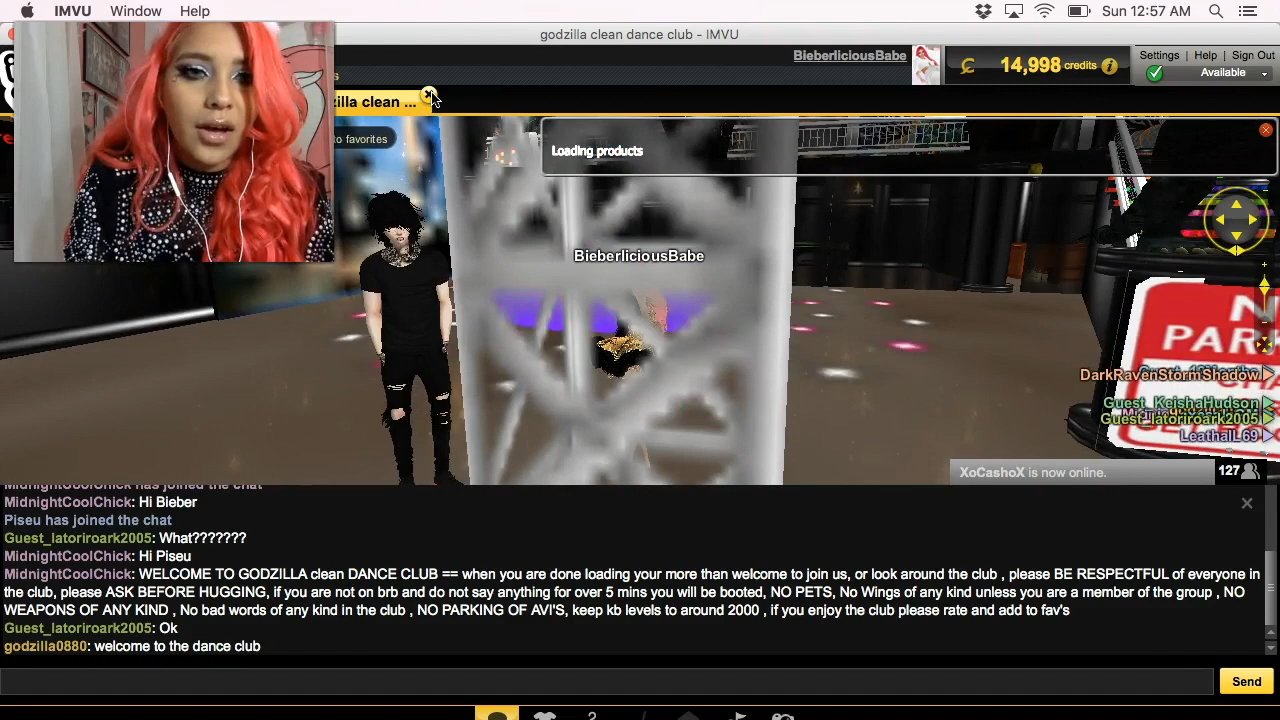 IMVU Window Help
Sun 12:57 AM
godzilla clean dance club - IMVU
BieberliciousBabe
14,998 credits
Settings | Help | Sign Out
Available
zilla clean ...
to favorites
Loading products
BieberliciousBabe
PARK
DarkRavenStormShadow
Guest_KeishaHudson
Guest_latoriroark2005
LeathalL69
XoCashoX is now online.
127
MidnightCoolChick has joined the chat
MidnightCoolChick: Hi Bieber
Piseu has joined the chat
Guest_latoriroark2005: What???????
MidnightCoolChick: Hi Piseu
MidnightCoolChick: WELCOME TO GODZILLA clean DANCE CLUB == when you are done loading your more than welcome to join us, or look around the club , please BE RESPECTFUL of everyone in
the club, please ASK BEFORE HUGGING, if you are not on brb and do not say anything for over 5 mins you will be booted, NO PETS, No Wings of any kind unless you are a member of the group , NO
WEAPONS OF ANY KIND , No bad words of any kind in the club , NO PARKING OF AVI'S, keep kb levels to around 2000 , if you enjoy the club please rate and add to fav's
Guest_latoriroark2005: Ok
godzilla0880: welcome to the dance club
Send